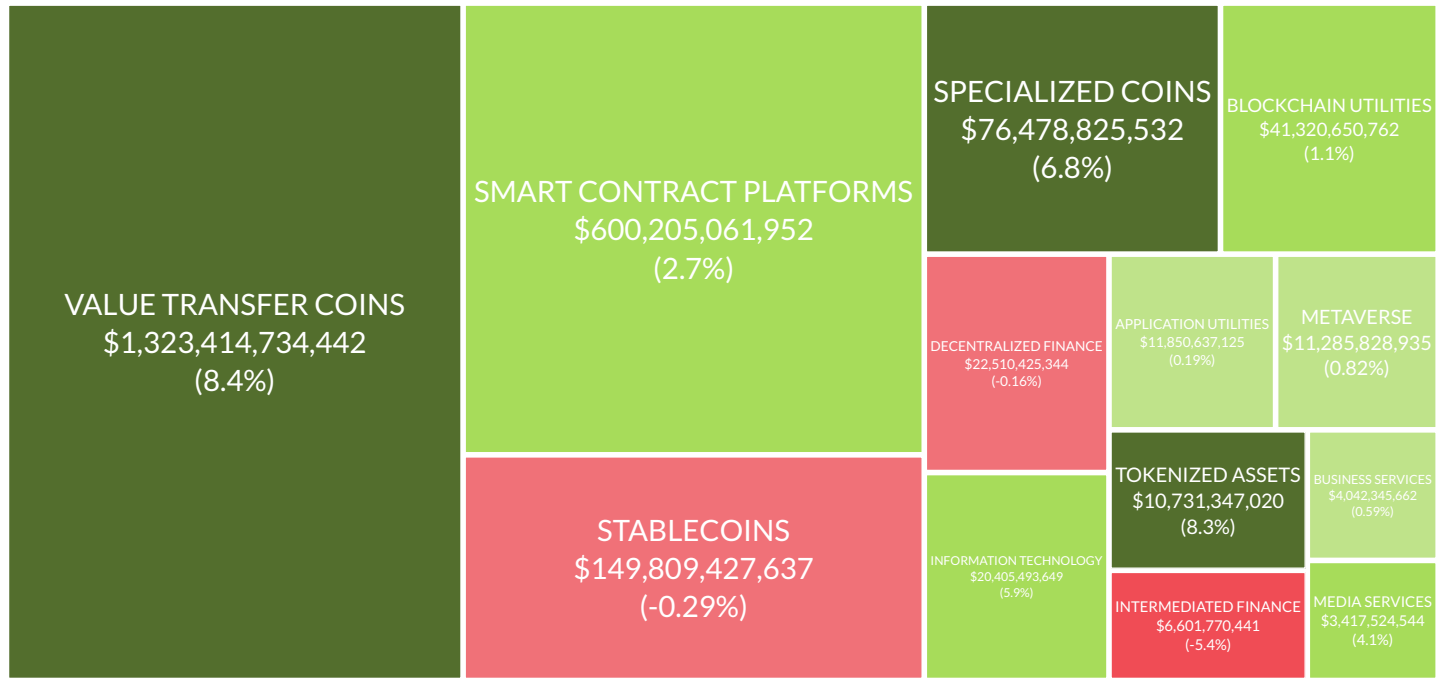 VALUE TRANSFER COINS
$1,323,414,734,442
(8.4%)
SMART CONTRACT PLATFORMS
$600,205,061,952
(2.7%)
STABLECOINS
$149,809,427,637
(-0.29%)
SPECIALIZED COINS
$76,478,825,532
(6.8%)
BLOCKCHAIN UTILITIES
$41,320,650,762
(1.1%)
DECENTRALIZED FINANCE
$22,510,425,344
(-0.16%)
INFORMATION TECHNOLOGY
$20,405,493,649
(5.9%)
APPLICATION UTILITIES
$11,850,637,125
(0.19%)
METAVERSE
$11,285,828,935
(0.82%)
TOKENIZED ASSETS
$10,731,347,020
(8.3%)
INTERMEDIATED FINANCE
$6,601,770,441
(-5.4%)
BUSINESS SERVICES
$4,042,345,662
(0.59%)
MEDIA SERVICES
$3,417,524,544
(4.1%)